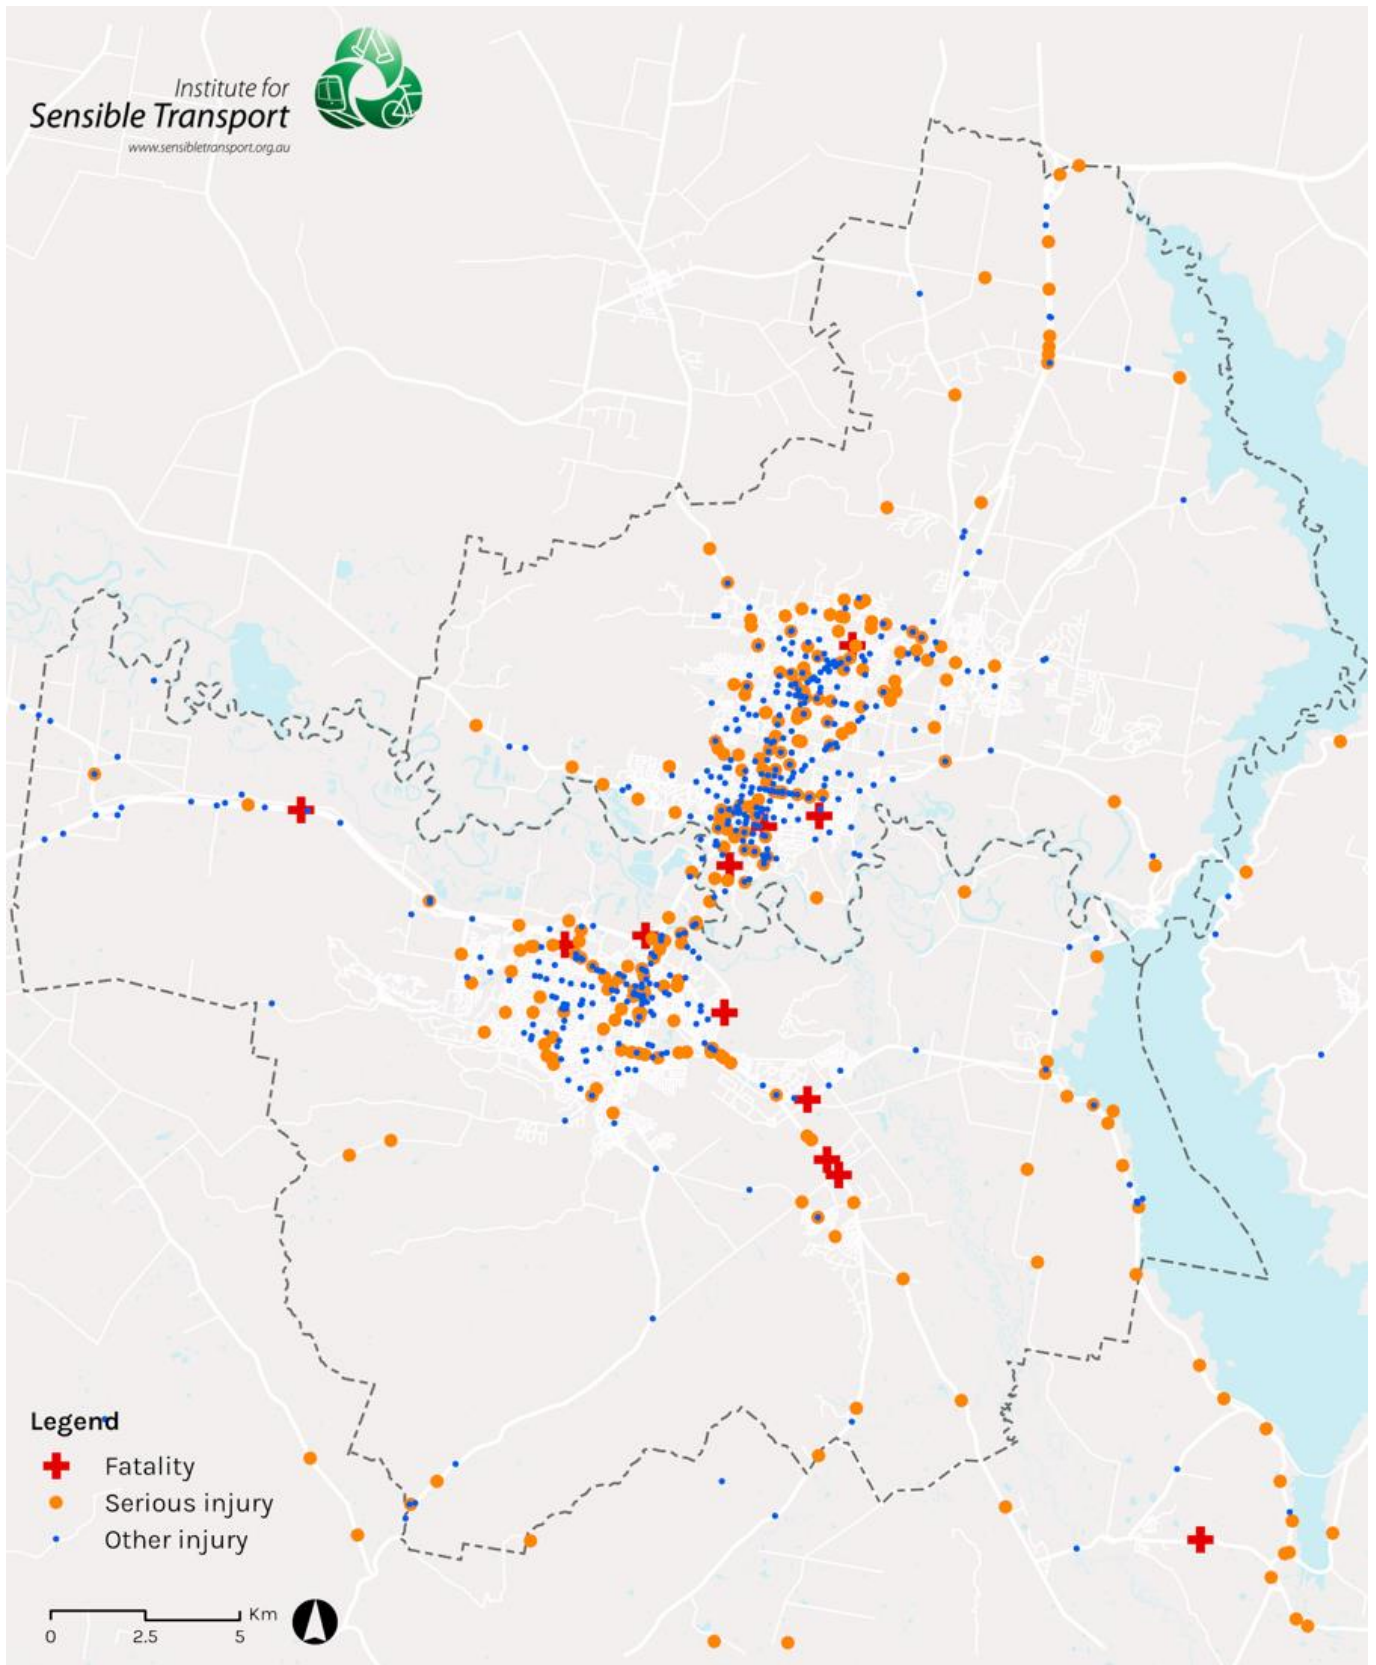 Institute for
Sensible Transport
www.sensibletransport.org.au
Legend
Fatality
Serious injury
Other injury
Km
0 2.5 5